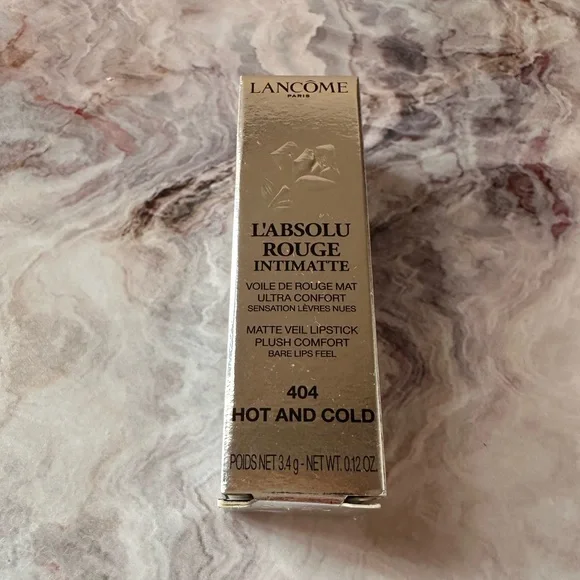 LANCÔME
PARIS
L'ABSOLU
ROUGE
INTIMATTE
VOILE DE ROUGE MAT
ULTRA CONFORT
SENSATION LÈVRES NUES
MATTE VEIL LIPSTICK
PLUSH COMFORT
BARE LIPS FEEL
404
HOT AND COLD
POIDS NET 3.4 g - NET WT. 0.12 OZ.